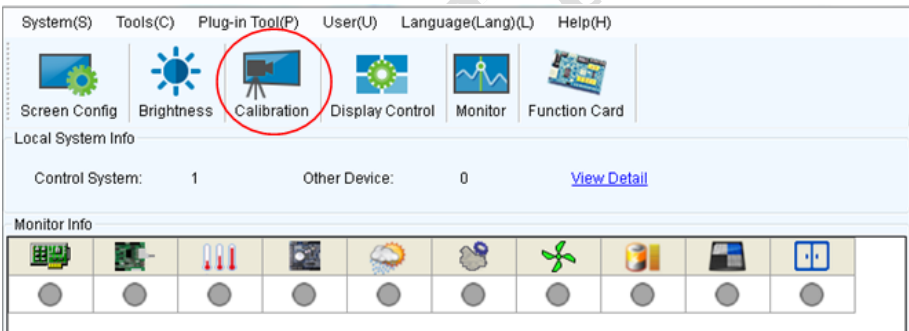 System(S) Tools(C) Plug-in Tool(P) User(U) Language(Lang)(L) Help(H)
Screen Config Brightness Calibration Display Control Monitor Function Card
Local System Info
Control System: 1 Other Device: 0 View Detail
Monitor Info